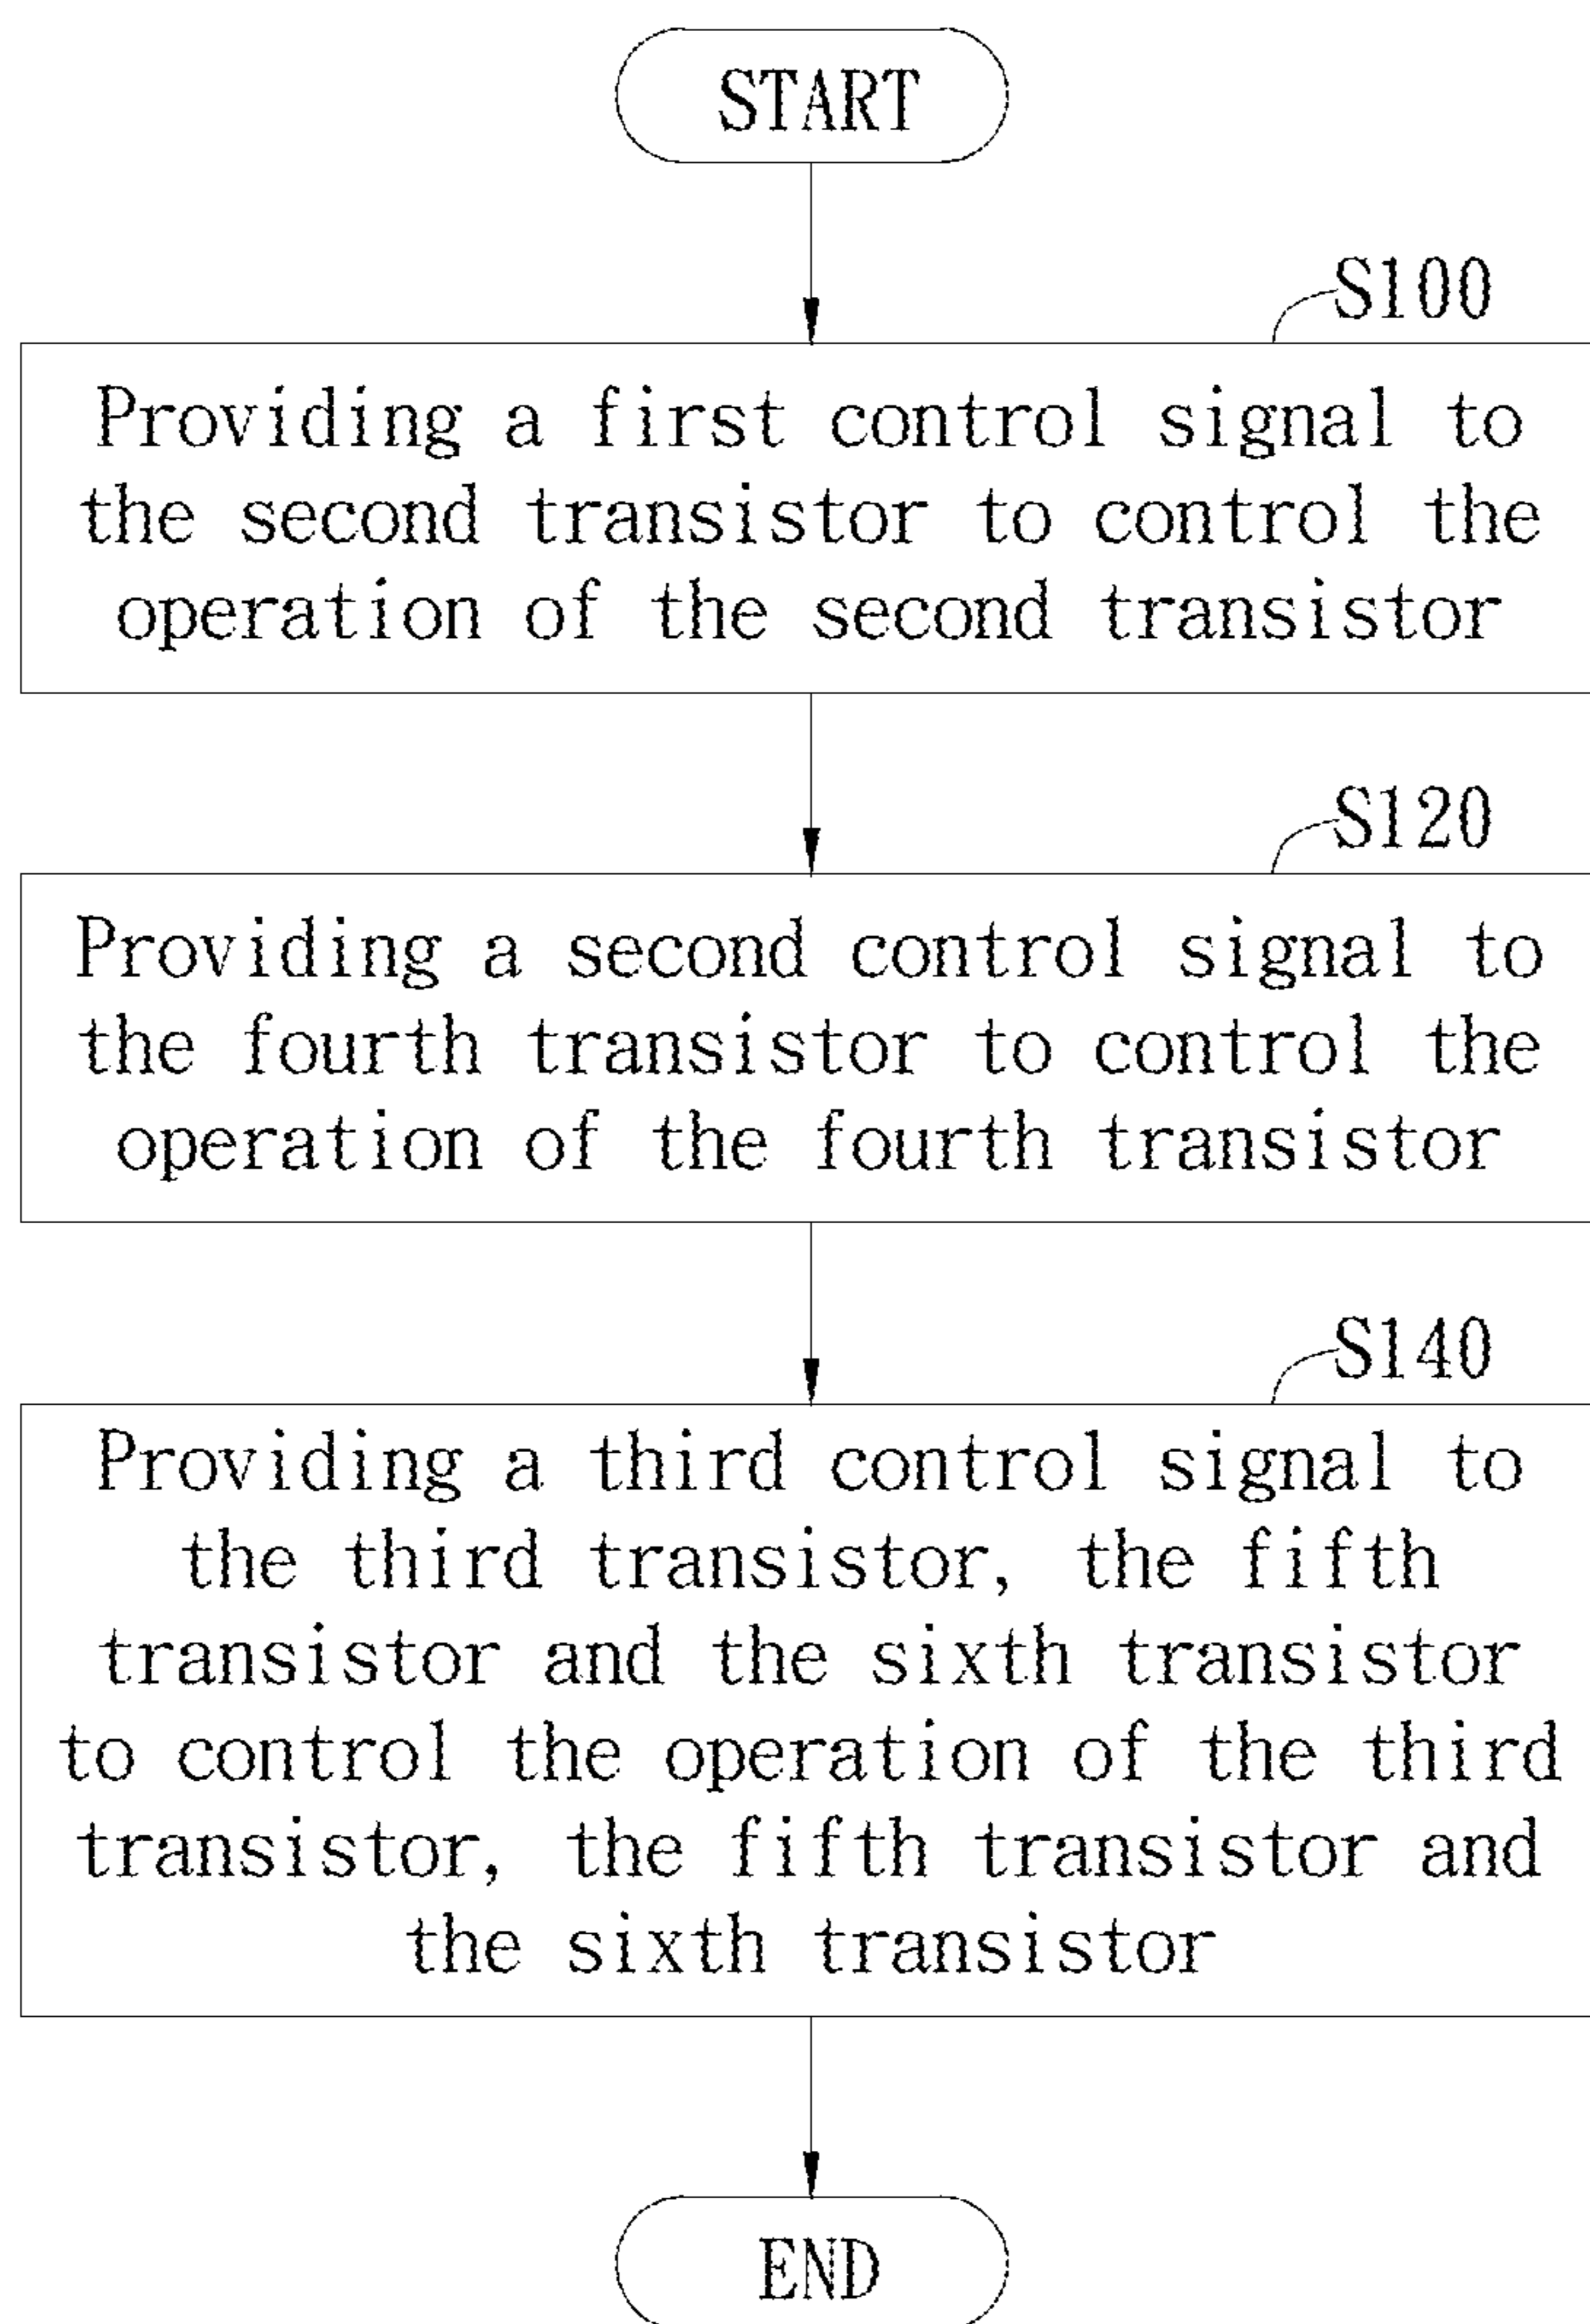 START
S100
Providing a first control signal to
the second transistor to control the
operation of the second transistor
S120
Providing a second control signal to
the fourth transistor to control the
operation of the fourth transistor
S140
Providing a third control signal to
the third transistor, the fifth
transistor and the sixth transistor
to control the operation of the third
transistor, the fifth transistor and
the sixth transistor
END